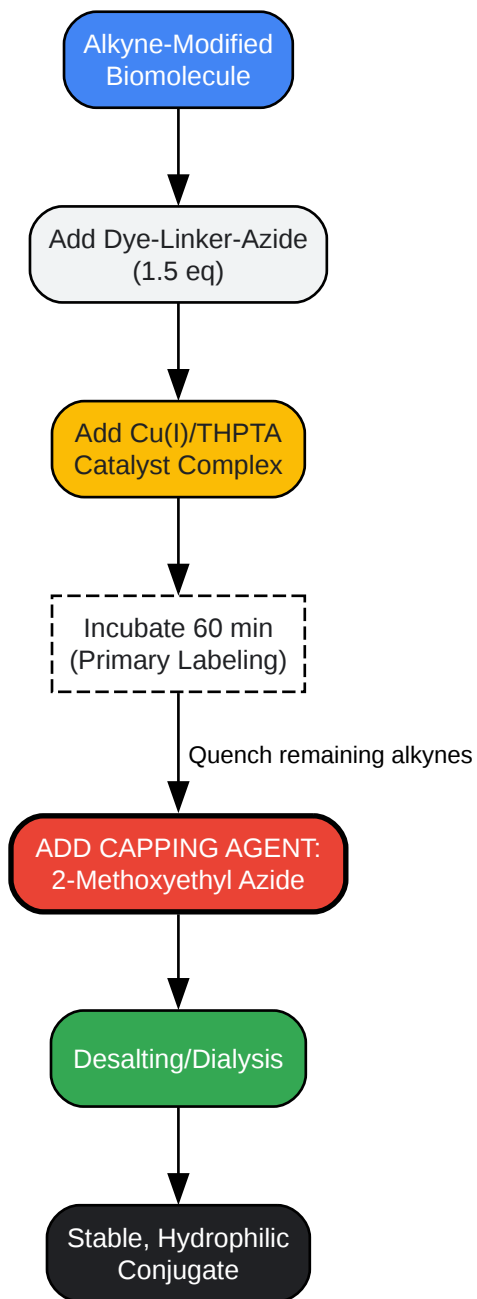 Alkyne-Modified
Biomolecule
Add Dye-Linker-Azide
(1.5 eq)
Add Cu(I)/THPTA
Catalyst Complex
Incubate 60 min
(Primary Labeling)
Quench remaining alkynes
ADD CAPPING AGENT:
2-Methoxyethyl Azide
Desalting/Dialysis
Stable, Hydrophilic
Conjugate